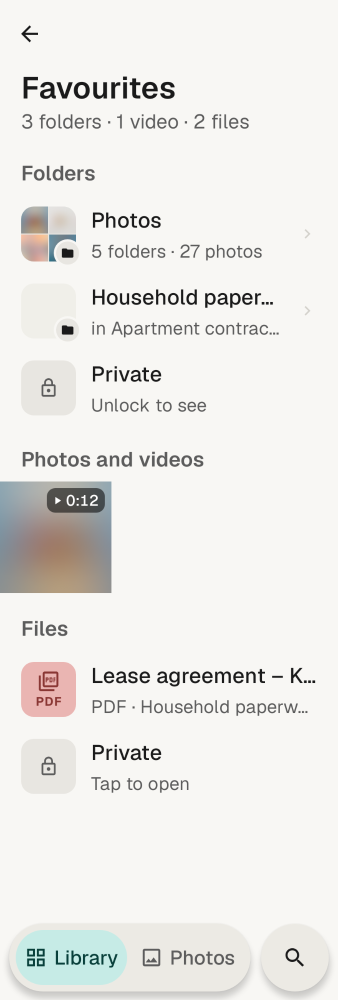 Favourites
3 folders · 1 video · 2 files
Folders
Photos
5 folders · 27 photos
Household paper...
in Apartment contrac...
Private
Unlock to see
Photos and videos
0:12
Files
Lease agreement – K...
PDF
PDF
PDF · Household paperw...
Private
Tap to open
Library
Photos